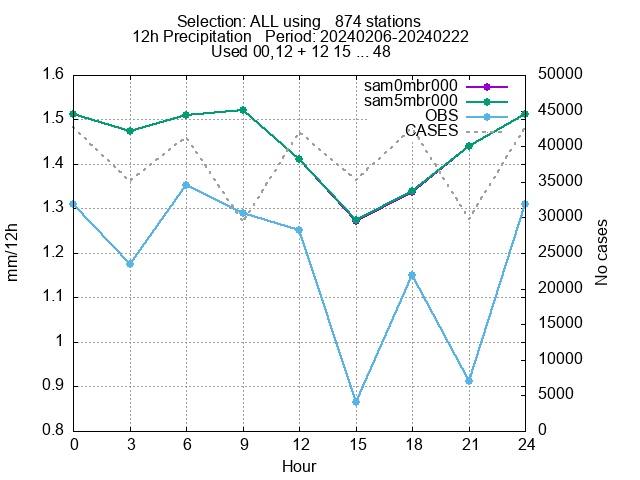 Selection: ALL using   874 stations
12h Precipitation   Period: 20240206-20240222
Used 00,12 + 12 15 ... 48
sam0mbr000
sam5mbr000
OBS
CASES
mm/12h
1.6
1.5
1.4
1.3
1.2
1.1
1
0.9
0.8
50000
45000
40000
35000
30000
25000
20000
15000
10000
5000
0
No cases
0 3 6 9 12 15 18 21 24
Hour